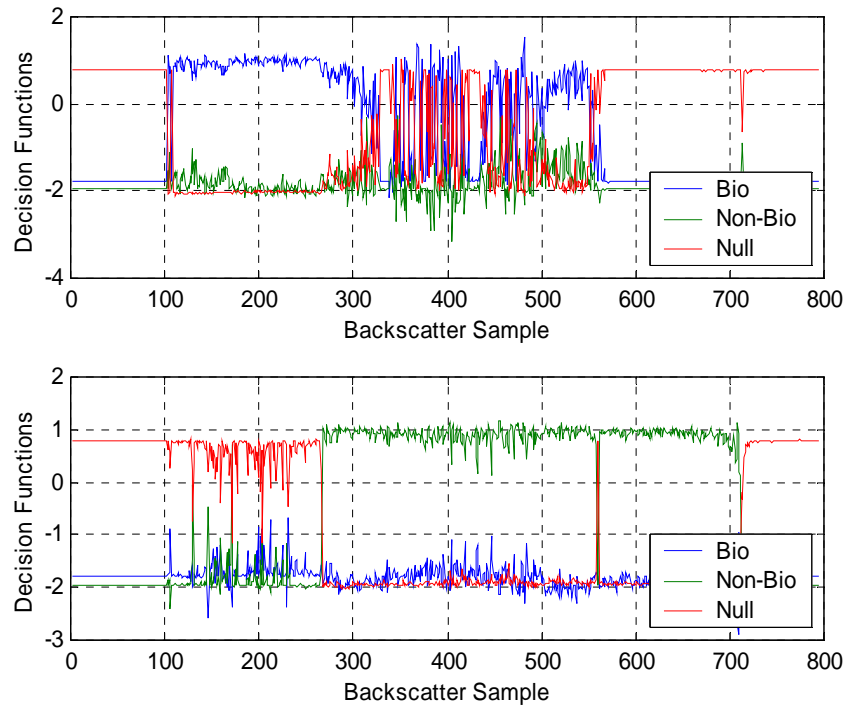 2
0
-2
-4
Decision Functions
0 100 200 300 400 500 600 700 800
Backscatter Sample
Bio
Non-Bio
Null
2
1
0
-1
-2
-3
Decision Functions
0 100 200 300 400 500 600 700 800
Backscatter Sample
Bio
Non-Bio
Null